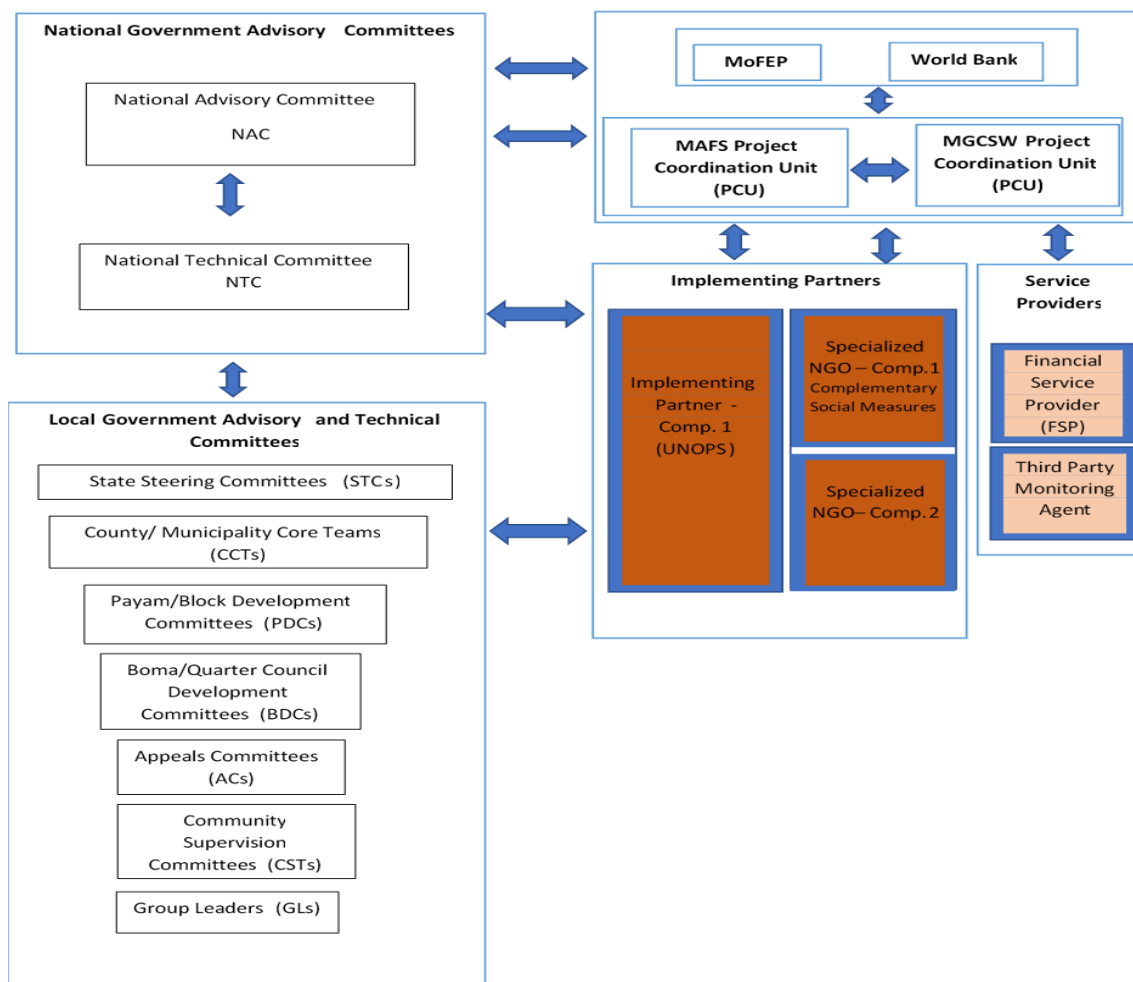 National Government Advisory Committees
National Advisory Committee
NAC
National Technical Committee
NTC
MoFEP
World Bank
MAFS Project
Coordination Unit
(PCU)
MGCSW Project
Coordination Unit
(PCU)
Implementing Partners
Implementing
Partner -
Comp. 1
(UNOPS)
Specialized
NGO – Comp.1
Complementary
Social Measures
Specialized
NGO– Comp.2
Service
Providers
Financial
Service
Provider
(FSP)
Third Party
Monitoring
Agent
Local Government Advisory and Technical
Committees
State Steering Committees (STCs)
County/ Municipality Core Teams
(CCTs)
Payam/Block Development
Committees (PDCs)
Boma/Quarter Council
Development
Committees (BDCs)
Appeals Committees
(ACs)
Community
Supervision
Committees (CSTs)
Group Leaders (GLs)